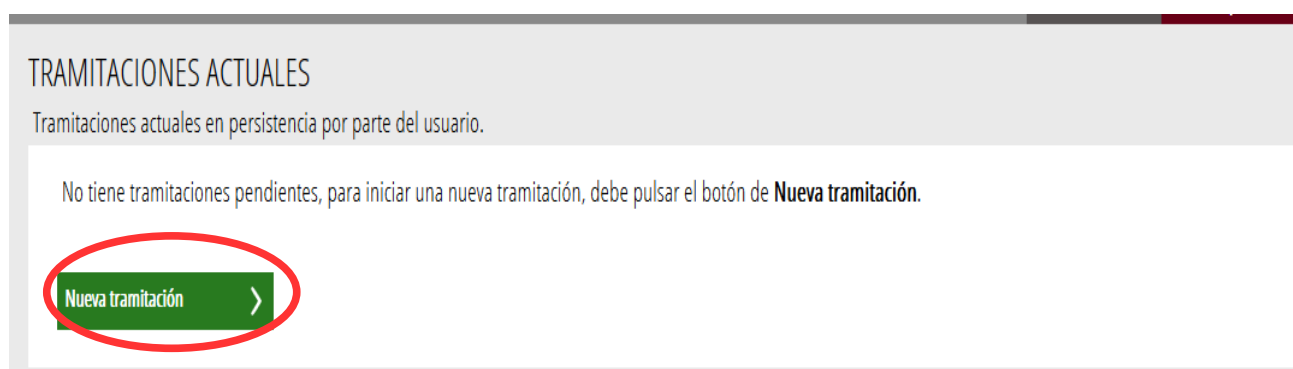 TRAMITACIONES ACTUALES
Tramitaciones actuales en persistencia por parte del usuario.
No tiene tramitaciones pendientes, para iniciar una nueva tramitación, debe pulsar el botón de Nueva tramitación.
Nueva tramitación